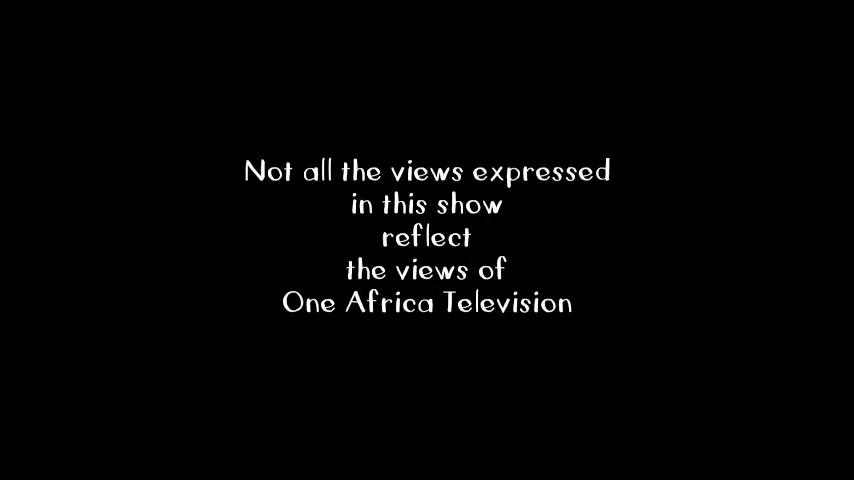 Not all the views expressed
in this show
reflect
the views of
One Africa Television